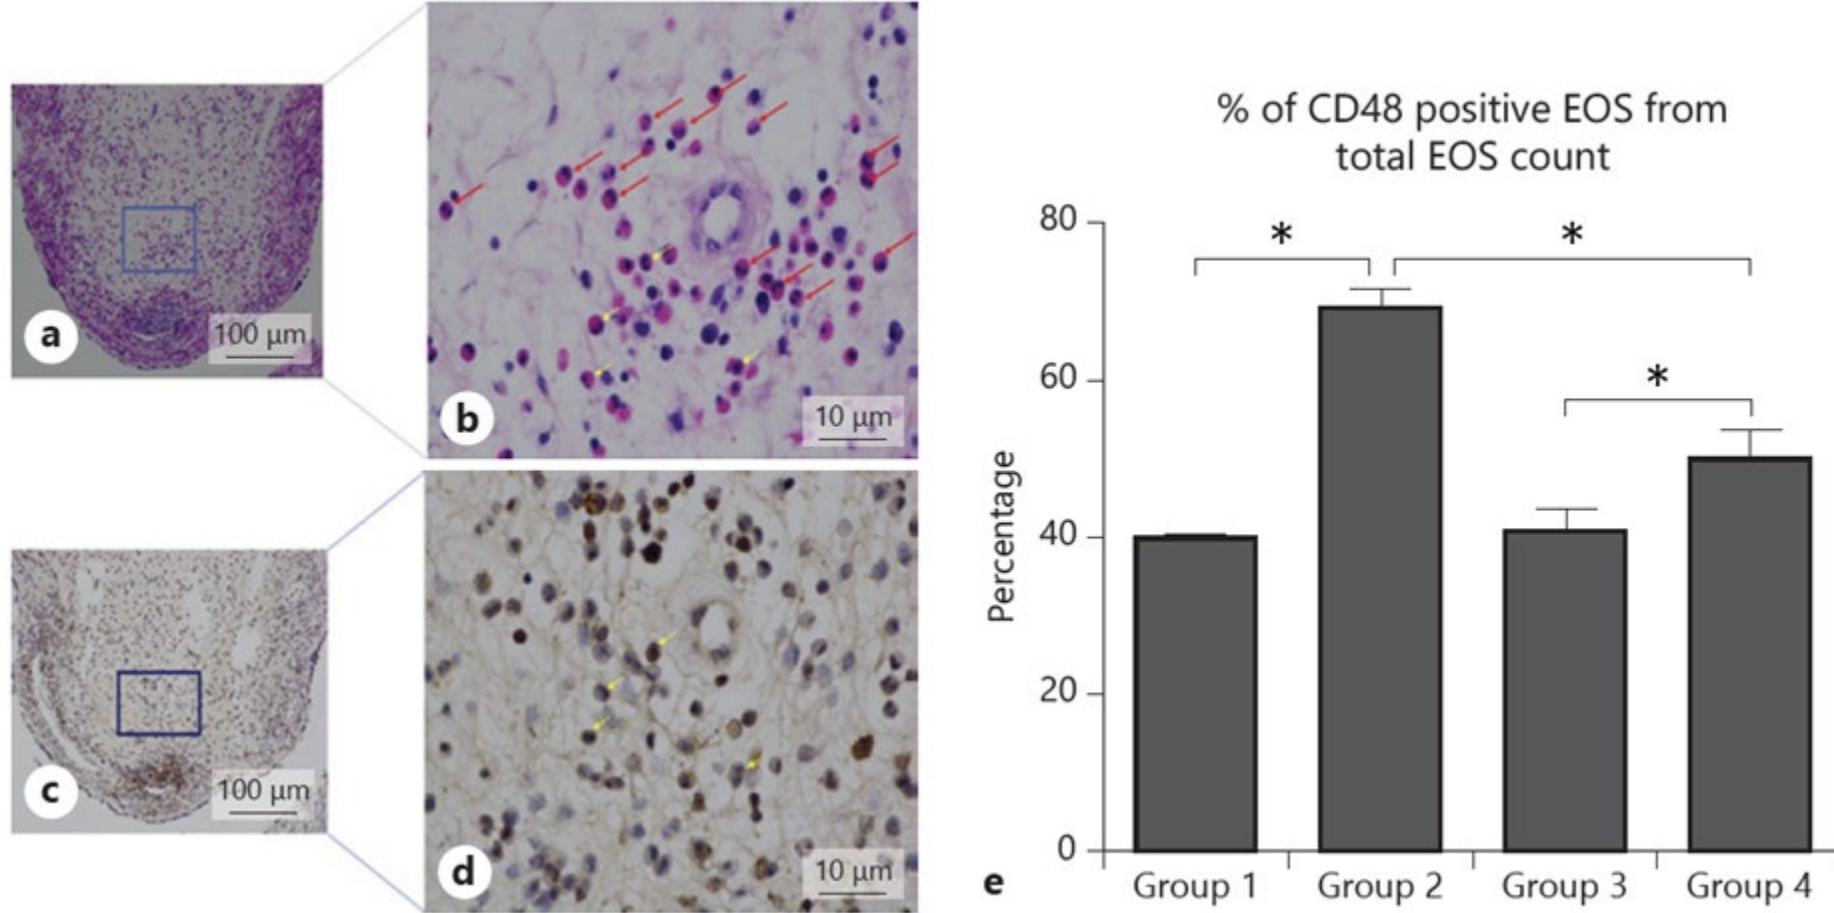 a
100 µm
b
10 µm
c
100 µm
d
10 µm
% of CD48 positive EOS from
total EOS count
80
60
40
20
0
Percentage
*
*
*
Group 1
Group 2
Group 3
Group 4
e